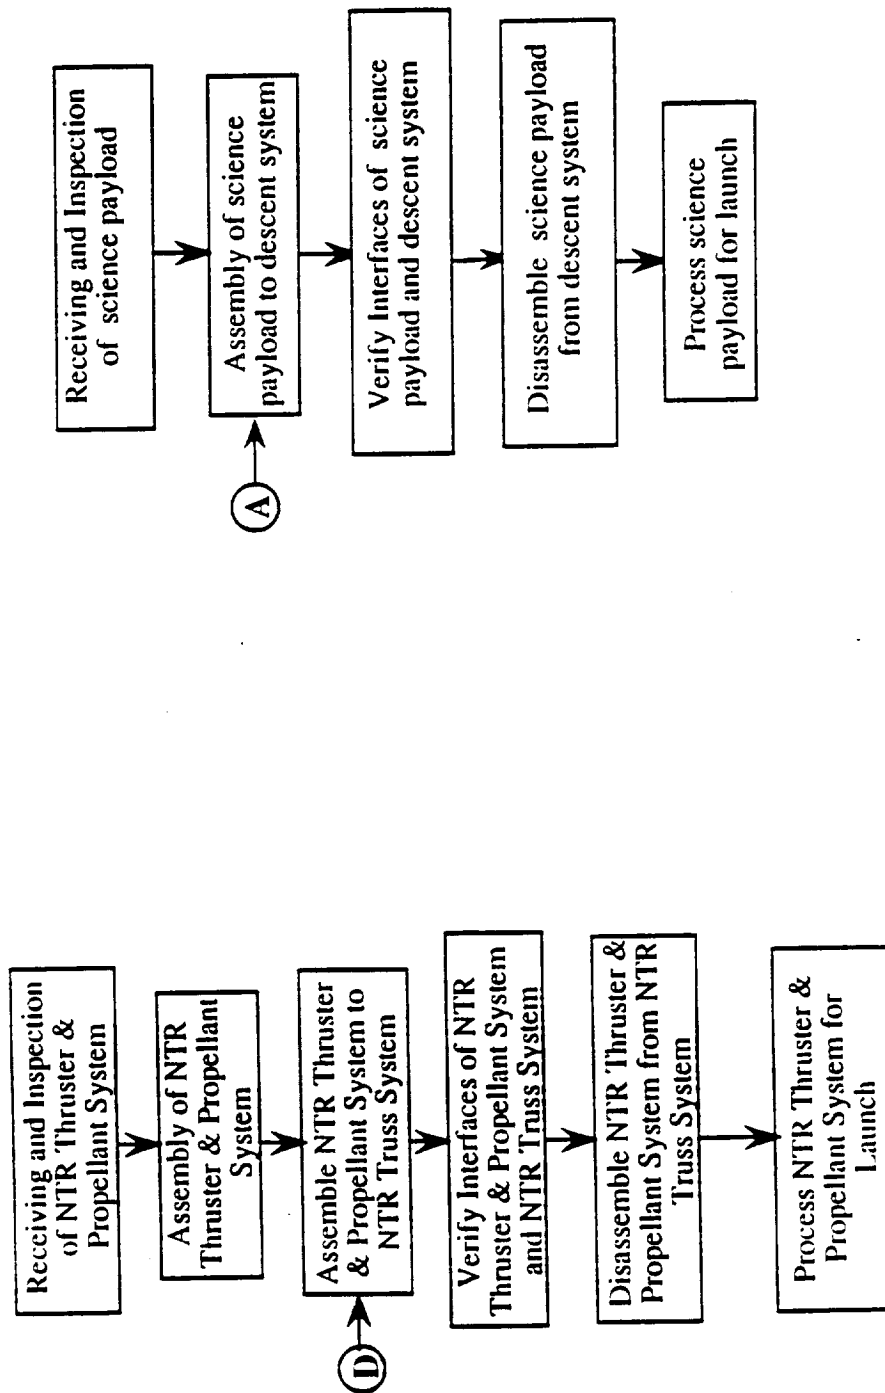 Receiving and Inspection
of NTR Thruster &
Propellant System
Assembly of NTR
Thruster & Propellant
System
D
Assemble NTR Thruster
& Propellant System to
NTR Truss System
Verify Interfaces of NTR
Thruster & Propellant System
and NTR Truss System
Disassemble NTR Thruster &
Propellant System from NTR
Truss System
Process NTR Thruster &
Propellant System for
Launch
Receiving and Inspection
of science payload
A
Assembly of science
payload to descent system
Verify Interfaces of science
payload and descent system
Disassemble science payload
from descent system
Process science
payload for launch